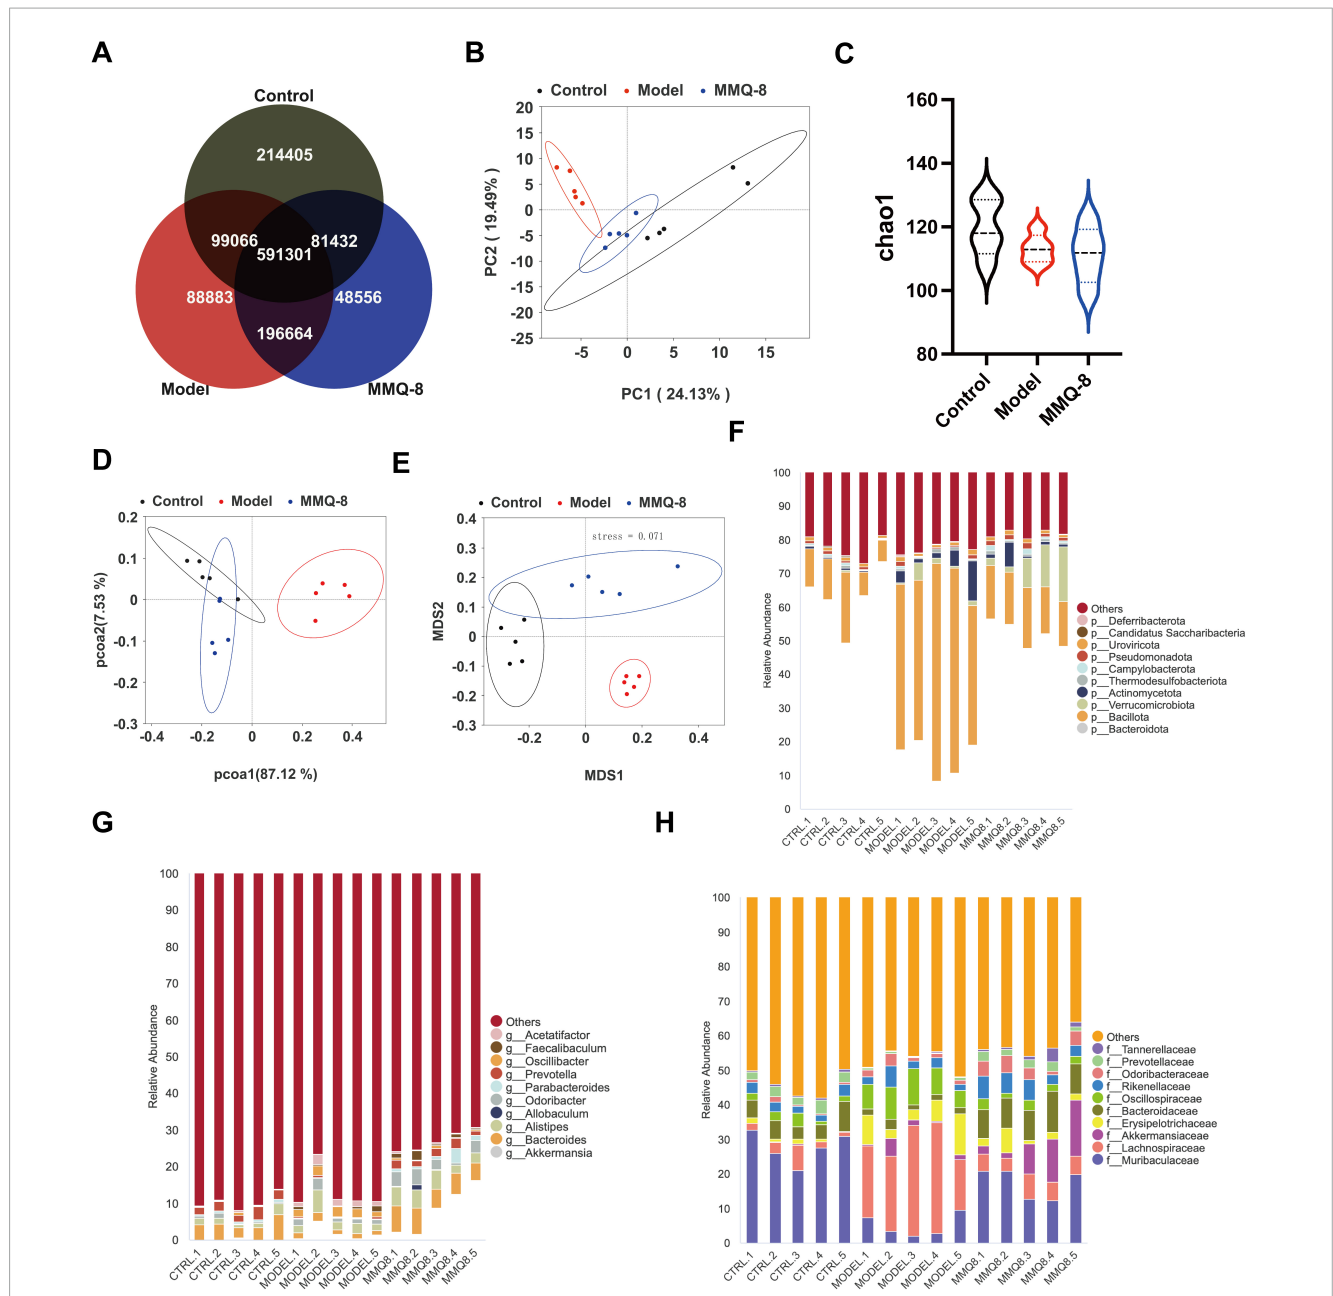 A
Control
214405
99066
81432
591301
88883
48556
196664
Model
MMQ-8
B
Control Model MMQ-8
20
15
10
5
0
-5
-10
-15
-20
-25
PC2 ( 19.49% )
-5 0 5 10 15
PC1 ( 24.13% )
C
160
140
120
100
80
chao1
Control
Model
MMQ-8
D
Control Model MMQ-8
0.2
0.1
0
-0.1
-0.2
-0.3
pcoa2(7.53 %)
-0.4 -0.2 0 0.2 0.4
pcoa1(87.12 %)
E
Control Model MMQ-8
stress = 0.071
0.4
0.3
0.2
0.1
0
-0.1
-0.2
-0.3
MDS2
-0.2 0 0.2 0.4
MDS1
F
100
90
80
70
60
50
40
30
20
10
0
Relative Abundance
CTRL.1
CTRL.2
CTRL.3
CTRL.4
CTRL.5
MODEL.1
MODEL.2
MODEL.3
MODEL.4
MODEL.5
MMQ8.1
MMQ8.2
MMQ8.3
MMQ8.4
MMQ8.5
Others
p__Deferribacterota
p__Candidatus Saccharibacteria
p__Uroviricota
p__Pseudomonadota
p__Campylobacterota
p__Thermodesulfobacteriota
p__Actinomycetota
p__Verrucomicrobiota
p__Bacillota
p__Bacteroidota
G
100
90
80
70
60
50
40
30
20
10
0
Relative Abundance
CTRL.1
CTRL.2
CTRL.3
CTRL.4
CTRL.5
MODEL.1
MODEL.2
MODEL.3
MODEL.4
MODEL.5
MMQ8.1
MMQ8.2
MMQ8.3
MMQ8.4
MMQ8.5
Others
g__Acetatifactor
g__Faecalibaculum
g__Oscillibacter
g__Prevotella
g__Parabacteroides
g__Odoribacter
g__Allobaculum
g__Alistipes
g__Bacteroides
g__Akkermansia
H
100
90
80
70
60
50
40
30
20
10
0
Relative Abundance
CTRL.1
CTRL.2
CTRL.3
CTRL.4
CTRL.5
MODEL.1
MODEL.2
MODEL.3
MODEL.4
MODEL.5
MMQ8.1
MMQ8.2
MMQ8.3
MMQ8.4
MMQ8.5
Others
f__Tannerellaceae
f__Prevotellaceae
f__Odoribacteraceae
f__Rikenellaceae
f__Oscillospiraceae
f__Bacteroidaceae
f__Erysipelotrichaceae
f__Akkermansiaceae
f__Lachnospiraceae
f__Muribaculaceae